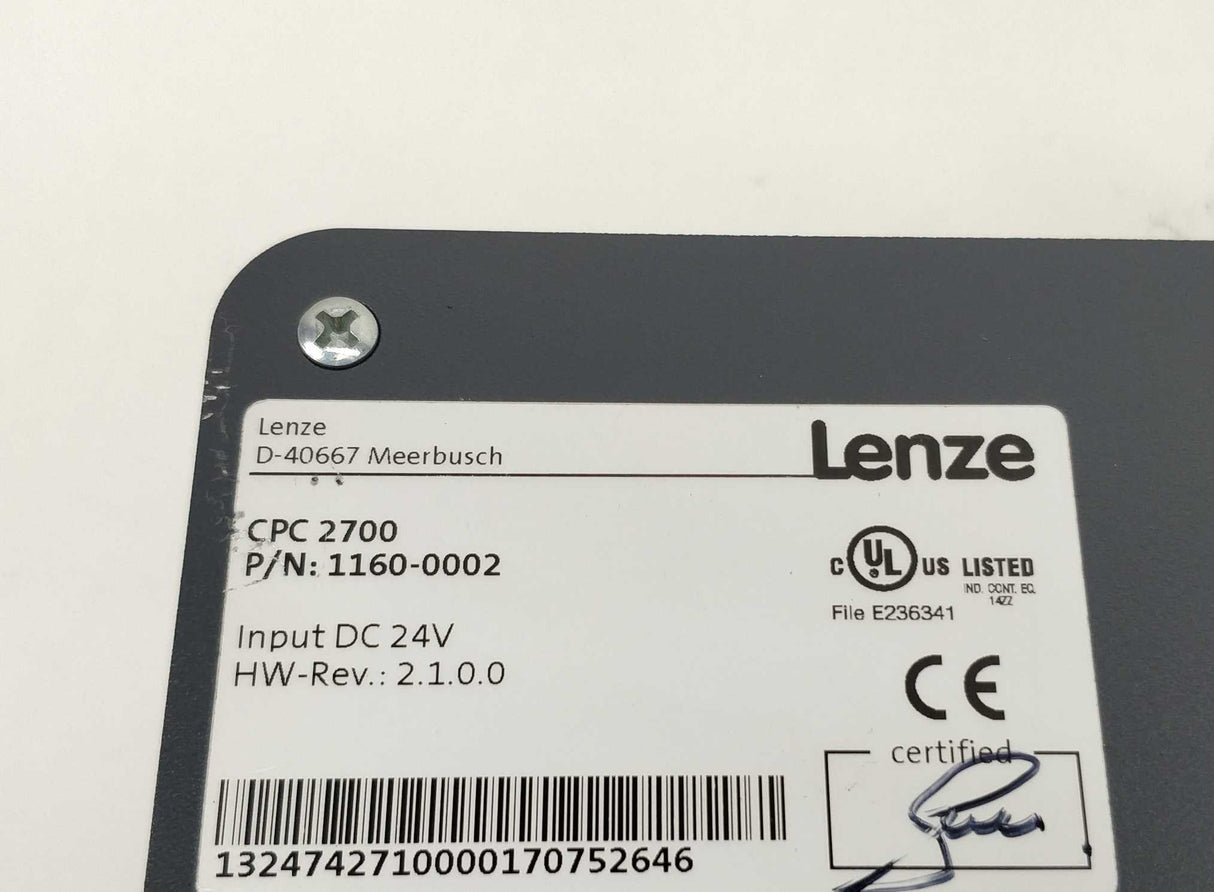 Lenze
D-40667 Meerbusch
Lenze
CPC 2700
P/N: 1160-0002
Input DC 24V
HW-Rev.: 2.1.0.0
C UL US LISTED
IND. CONT. EQ.
14ZZ
File E236341
CE
certified
1324742710000170752646